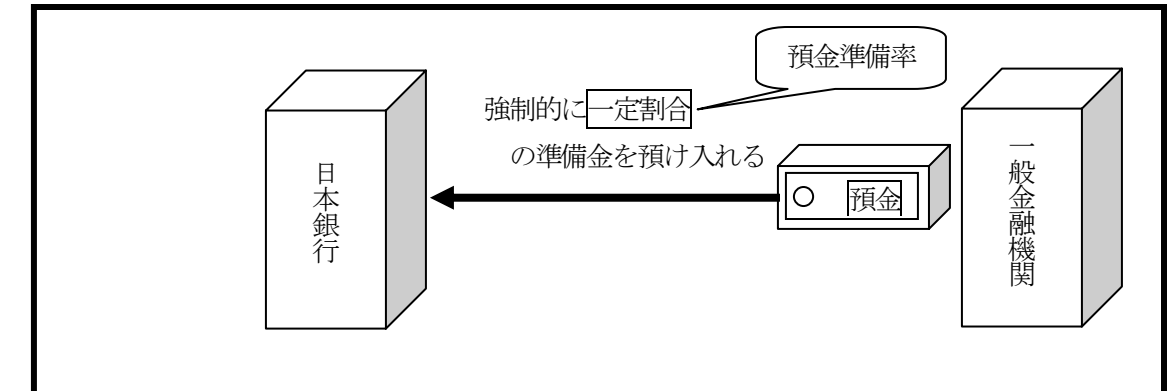 預金準備率
強制的に一定割合
の準備金を預け入れる
日本銀行
預金
一般金融機関